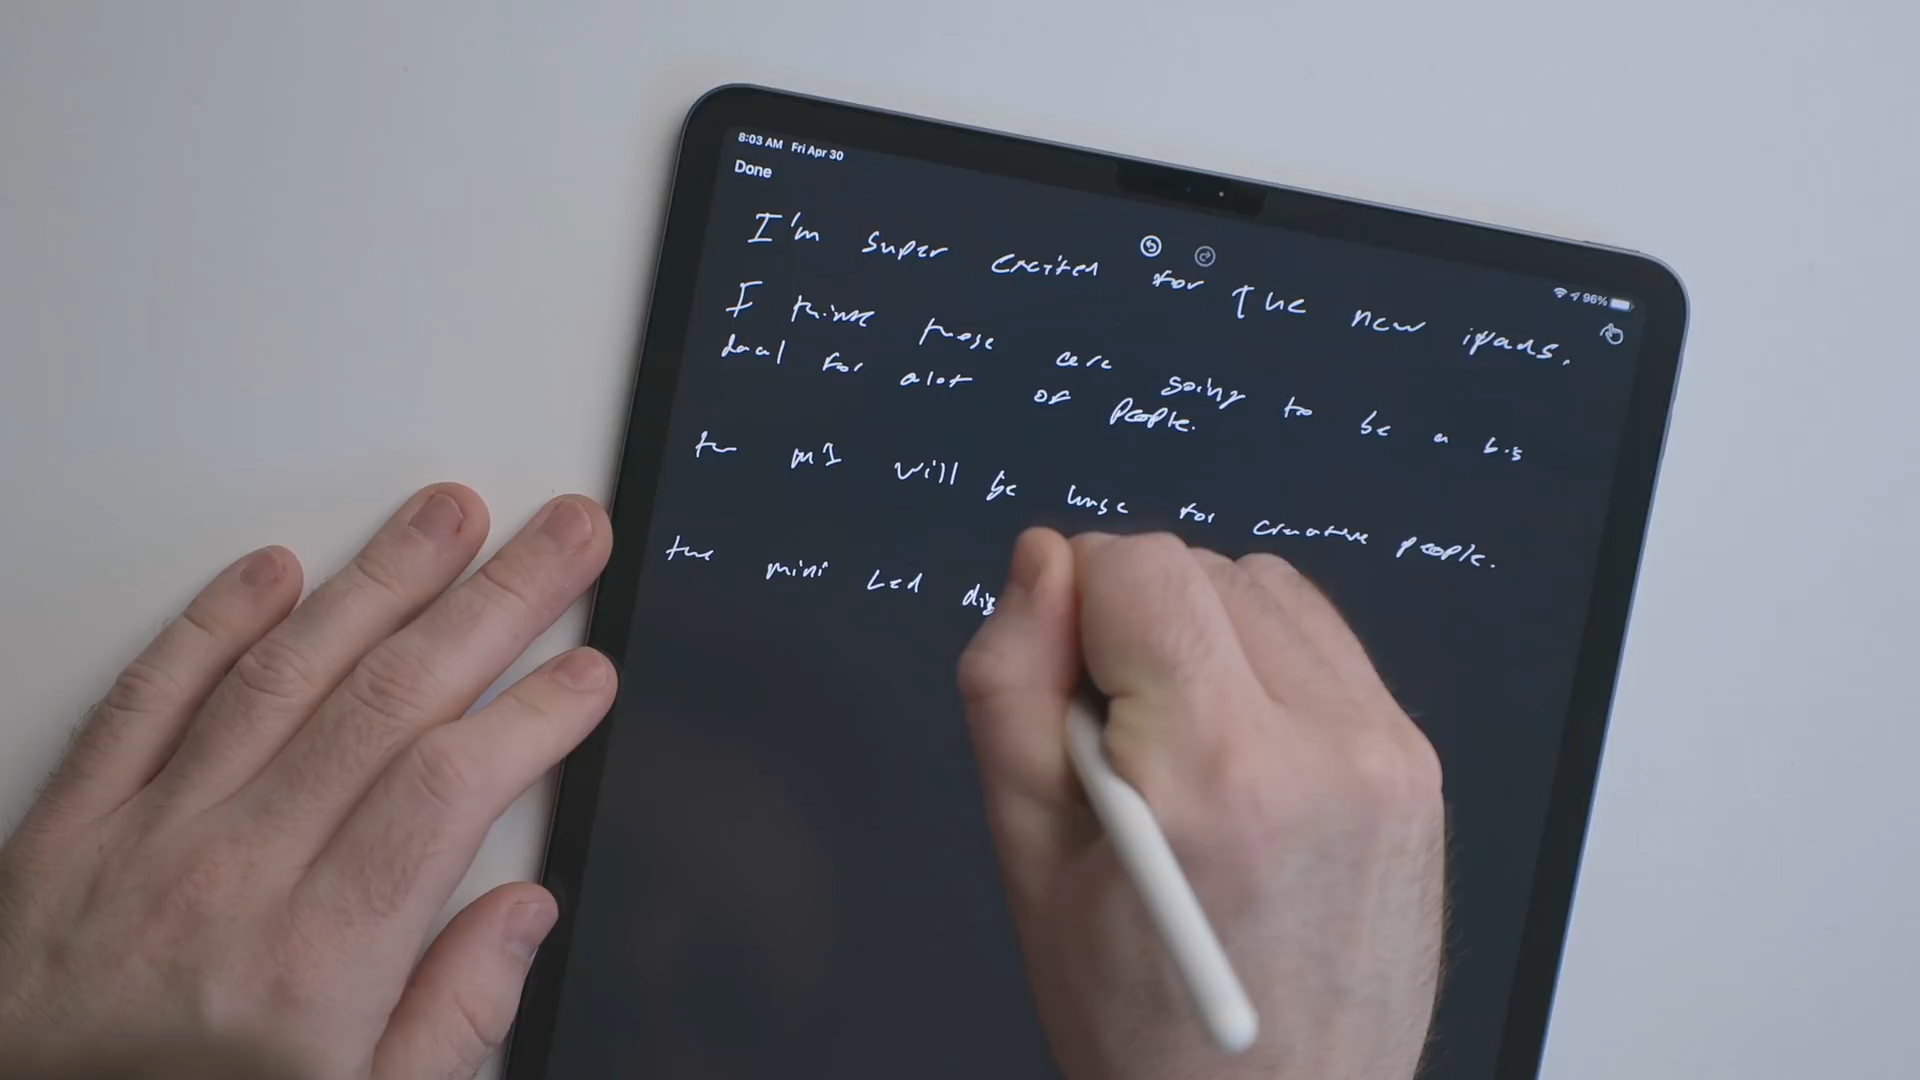 8:03 AM Fri Apr 30
96%
Done
I'm super excited for the new ipads.
I think these are going to be a big
deal for alot of people.
the m1 will be huge for creative people.
the mini Led dis